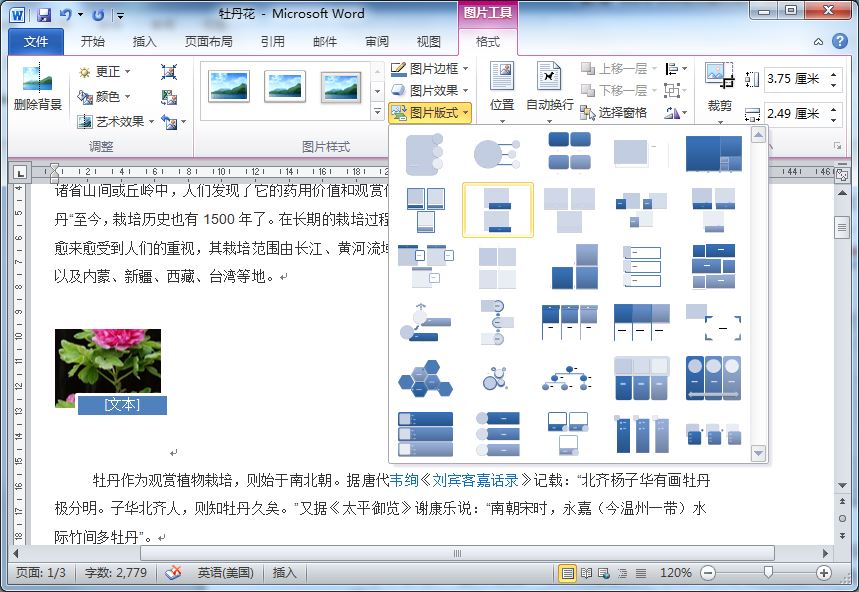 牡丹花 - Microsoft Word
图片工具
文件 开始 插入 页面布局 引用 邮件 审阅 视图 格式
删除背景
更正
颜色
艺术效果
调整
图片样式
图片边框
图片效果
图片版式
位置
自动换行
上移一层
下移一层
选择窗格
裁剪
3.75 厘米
2.49 厘米
诸省山间或丘岭中，人们发现了它的药用价值和观赏价
丹“至今，栽培历史也有 1500 年了。在长期的栽培过程
愈来愈受到人们的重视，其栽培范围由长江、黄河流域
以及内蒙、新疆、西藏、台湾等地。
[文本]
牡丹作为观赏植物栽培，则始于南北朝。据唐代韦绚《刘宾客嘉话录》记载：“北齐杨子华有画牡丹
极分明。子华北齐人，则知牡丹久矣。”又据《太平御览》谢康乐说：“南朝宋时，永嘉（今温州一带）水
际竹间多牡丹”。
页面: 1/3 字数: 2,779 英语(美国) 插入 120%